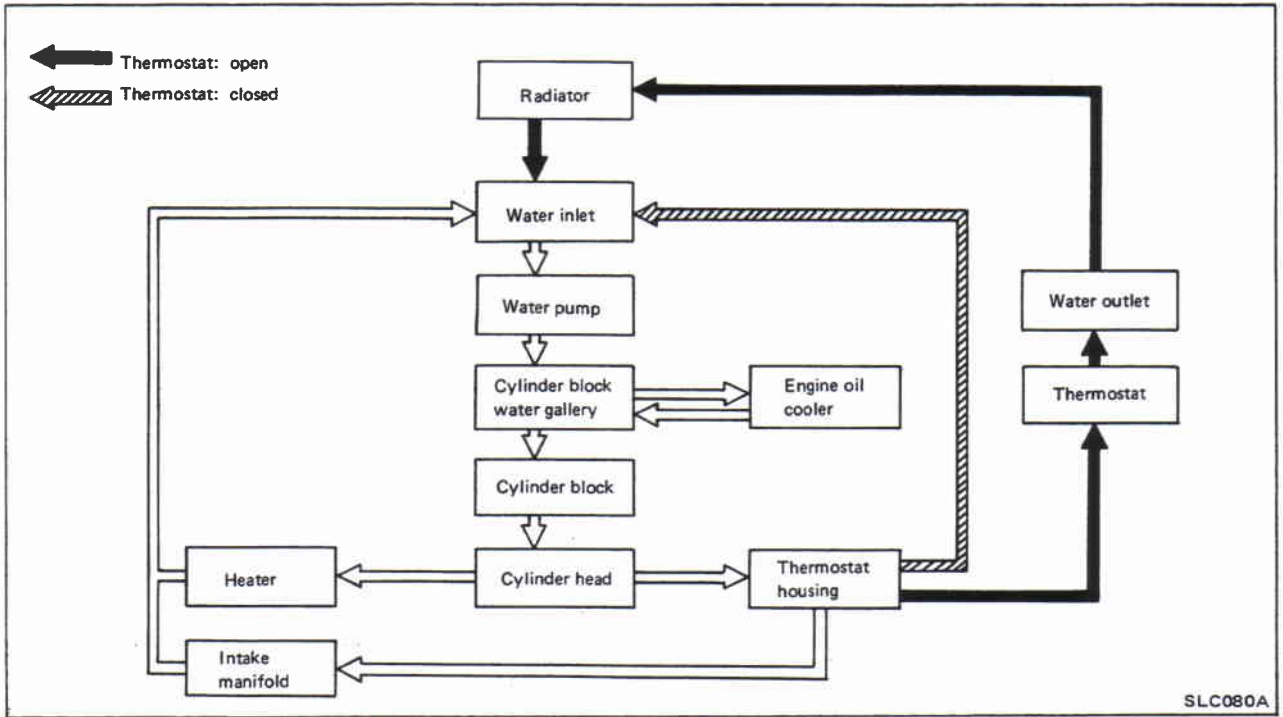 Thermostat: open
Thermostat: closed
Radiator
Water inlet
Water pump
Water outlet
Cylinder block
water gallery
Engine oil
cooler
Thermostat
Cylinder block
Heater
Cylinder head
Thermostat
housing
Intake
manifold
SLC080A